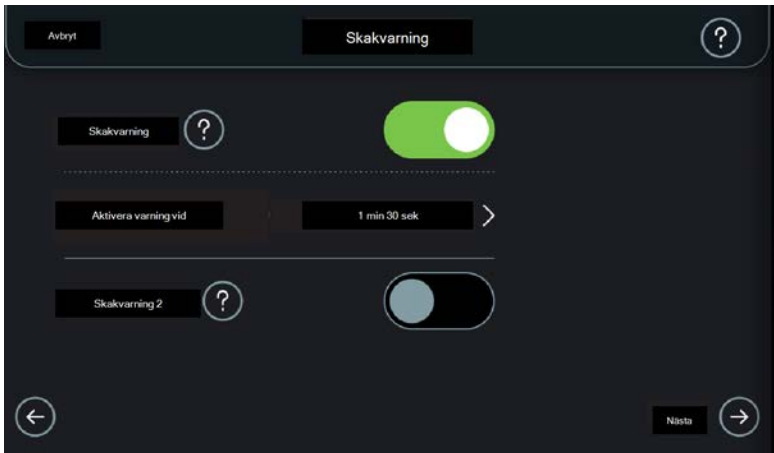 Avbryt
Skakvarning
?
Skakvarning ?
Aktivera varning vid 1 min 30 sek
Skakvarning 2 ?
Nästa